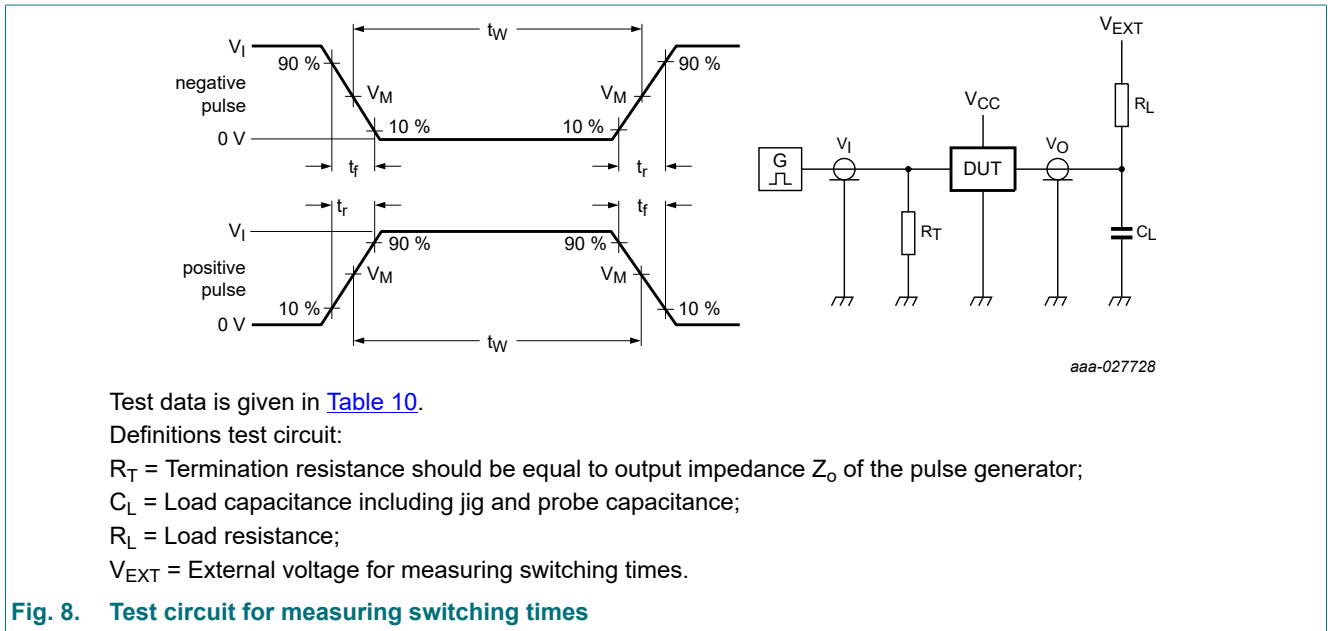 V_I
90 %
negative
pulse
0 V
V_M
10 %
t_W
t_f
V_M
10 %
90 %
t_r
V_I
positive
pulse
10 %
0 V
t_r
90 %
V_M
t_W
t_f
90 %
V_M
10 %
V_EXT
R_L
V_CC
G
V_I
DUT
V_O
R_T
C_L
aaa-027728
Test data is given in Table 10.
Definitions test circuit:
R_T = Termination resistance should be equal to output impedance Z_o of the pulse generator;
C_L = Load capacitance including jig and probe capacitance;
R_L = Load resistance;
V_EXT = External voltage for measuring switching times.
Fig. 8. Test circuit for measuring switching times